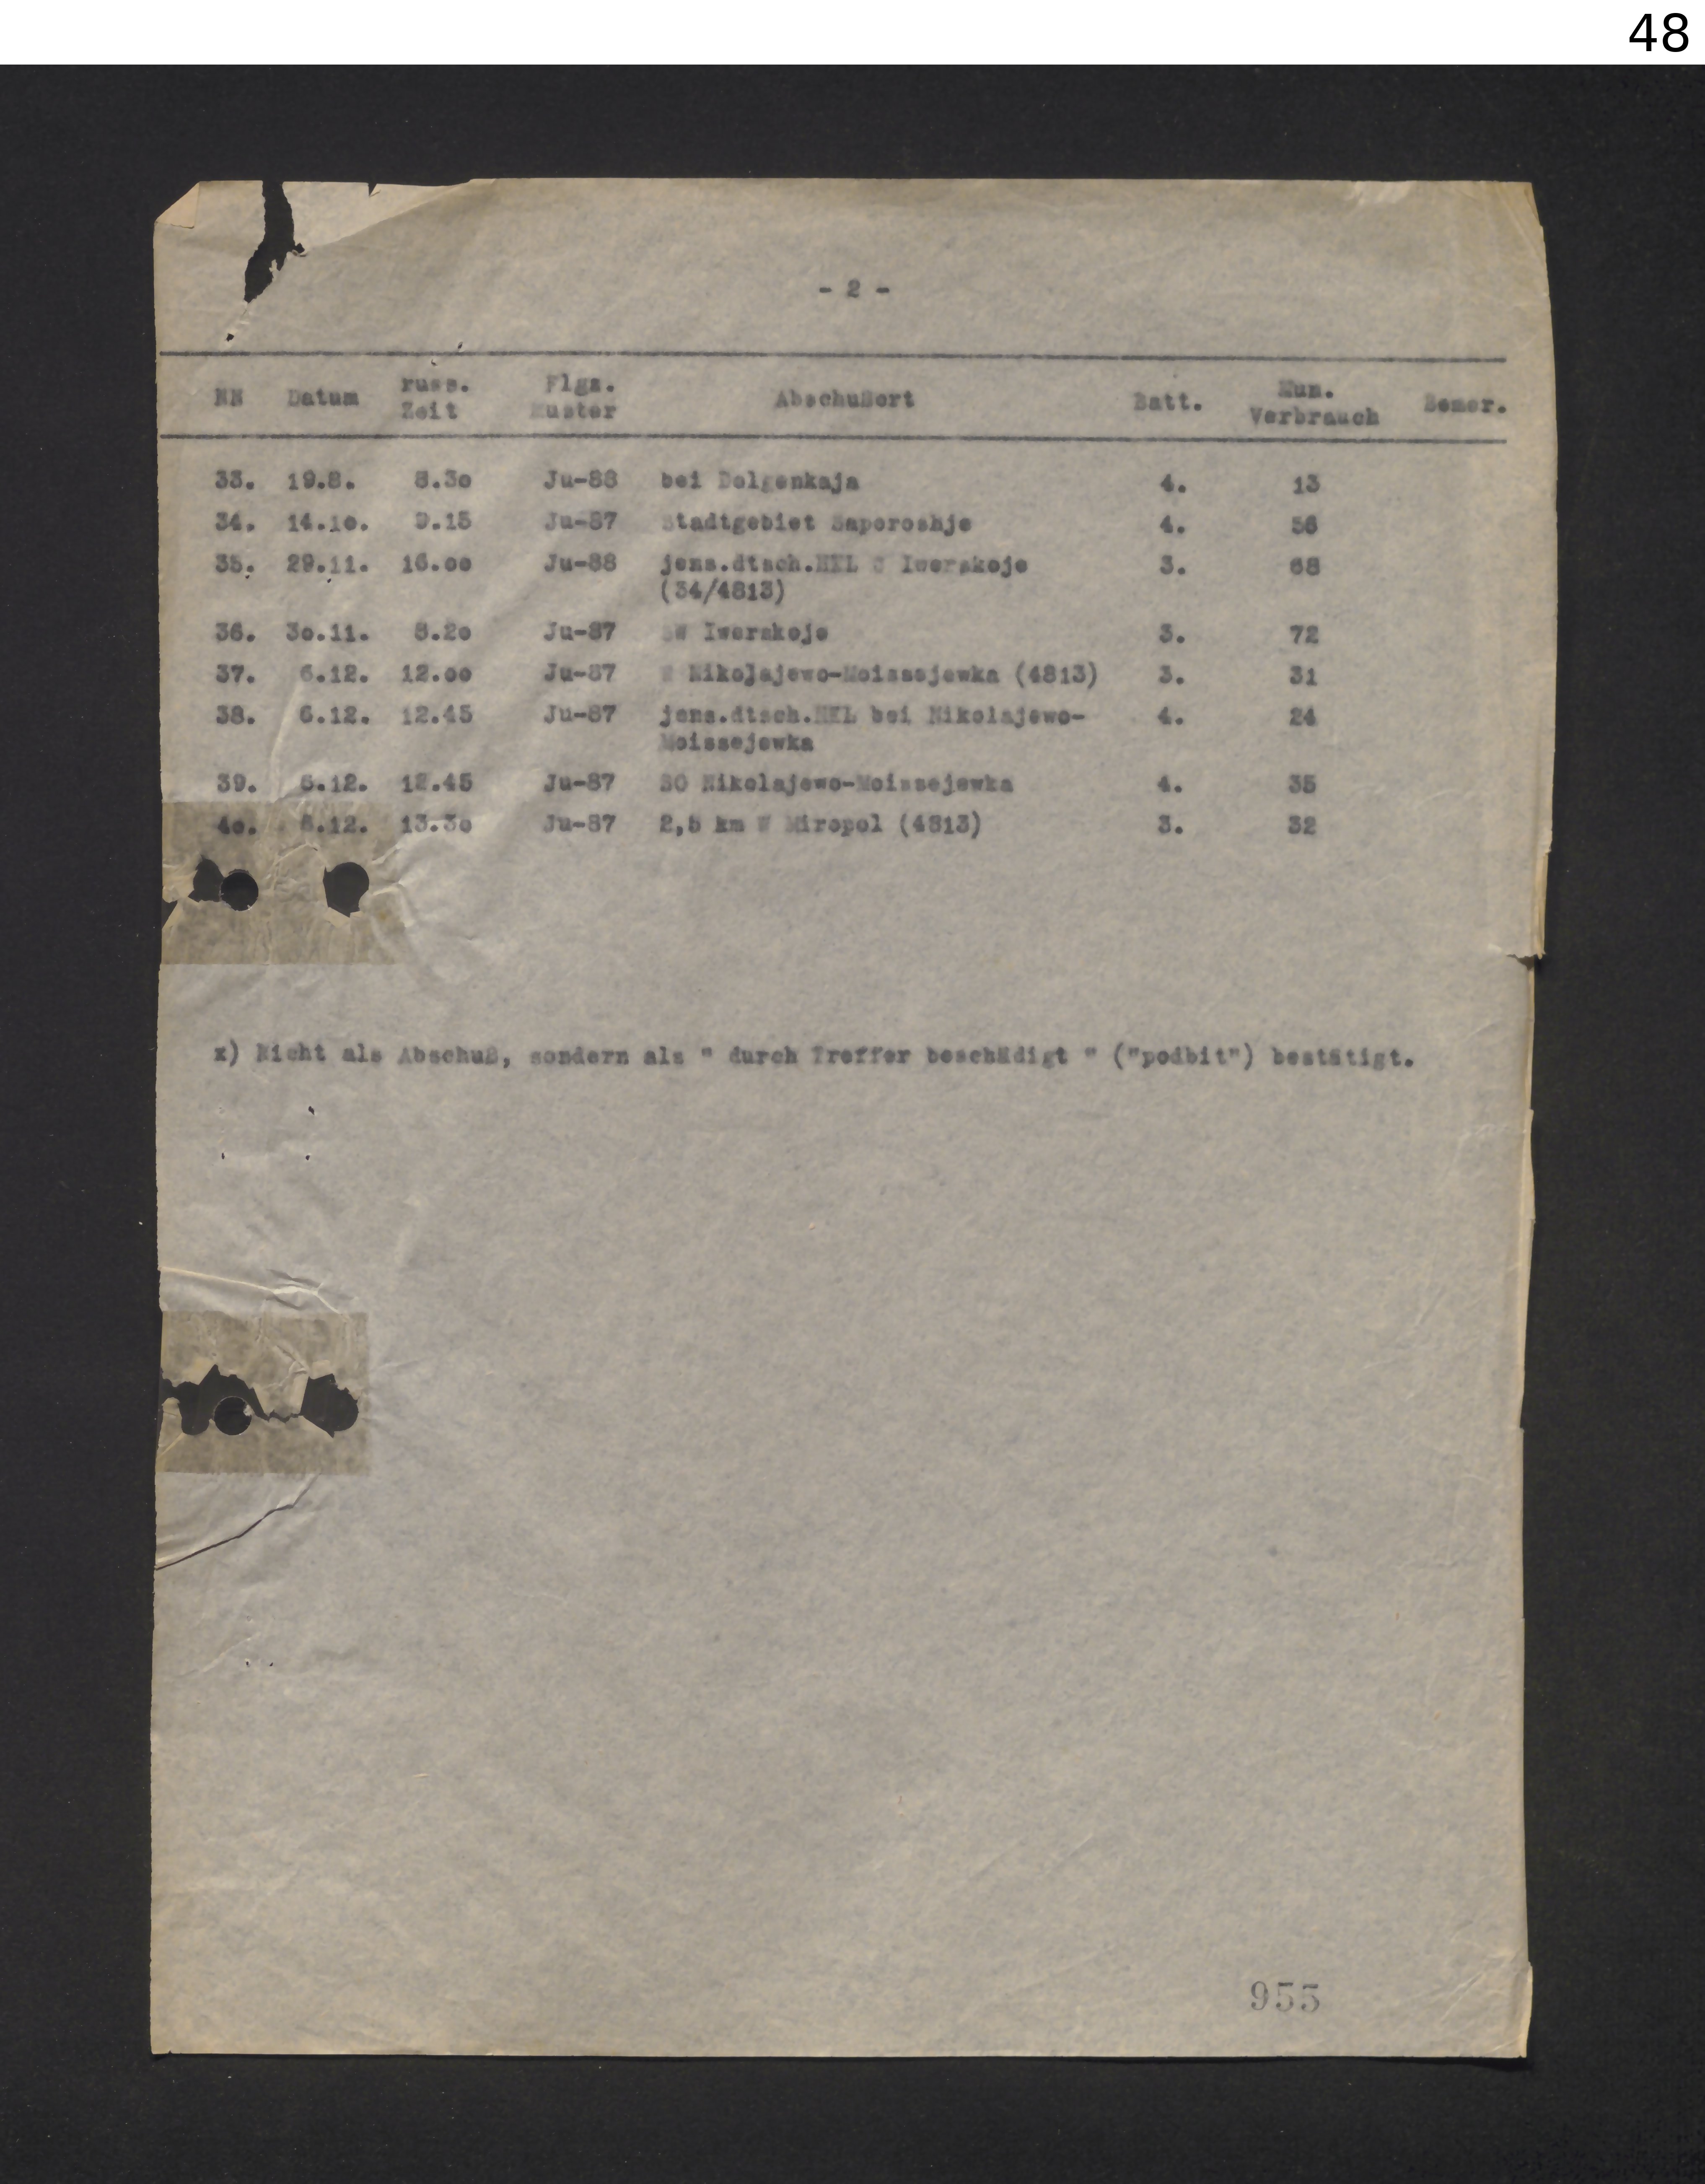 48
- 2 -
NN Datum russ. Zeit Flgz. Muster Abschußort Batt. Mun. Verbrauch Bemer.
33. 19.8. 8.3o Ju-88 bei Dolgenkaja 4. 13
34. 14.1o. 9.15 Ju-87 Stadtgebiet Saporoshje 4. 56
35. 29.11. 16.oo Ju-88 jens.dtsch.HKL Iwerskoje 3. 68
(34/4813)
36. 3o.11. 8.2o Ju-87 SW Iwerskoje 3. 72
37. 6.12. 12.oo Ju-87 W Nikolajewo-Moissejewka (4813) 3. 31
38. 6.12. 12.45 Ju-87 jens.dtsch.HKL bei Nikolajewo- 4. 24
Moissejewka
39. 6.12. 12.45 Ju-87 SO Nikolajewo-Moissejewka 4. 35
4o. 6.12. 13.3o Ju-87 2,5 km W Miropol (4813) 3. 32
x) Nicht als Abschuß, sondern als " durch Treffer beschädigt " ("podbit") bestätigt.
955